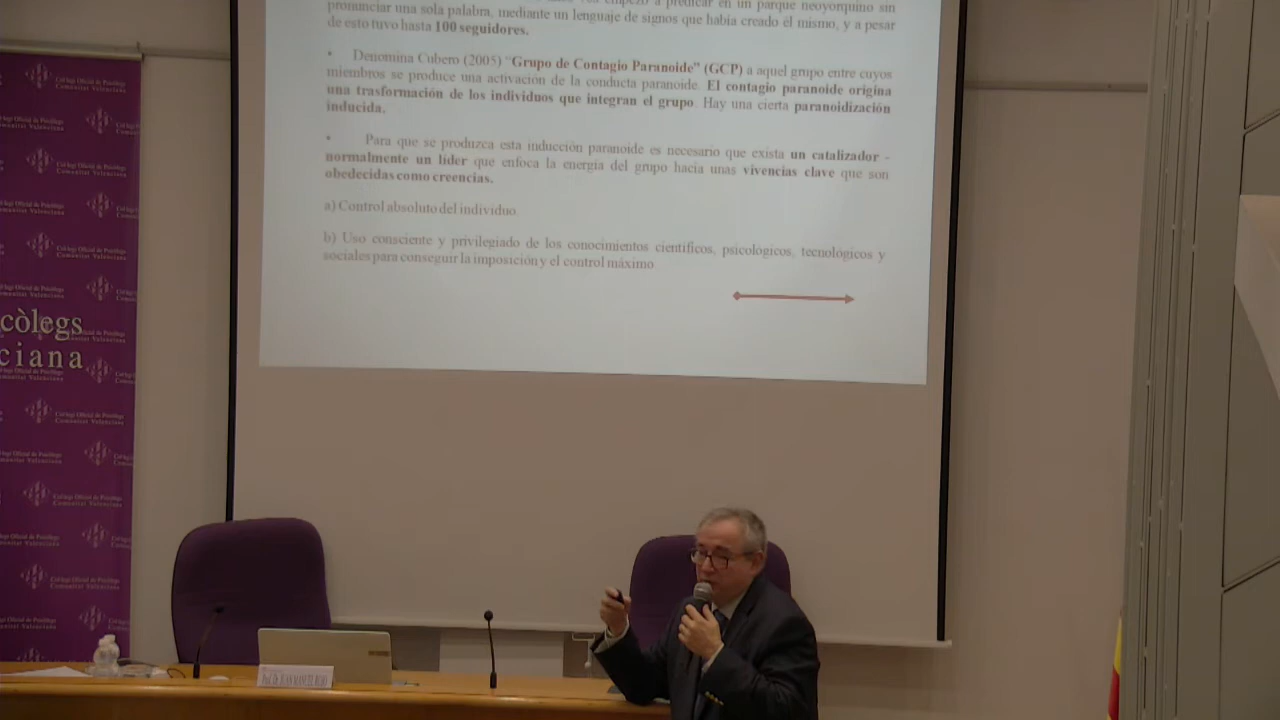 pronunciar una sola palabra, mediante un lenguaje de signos que había creado él mismo, y a pesar
de esto tuvo hasta 100 seguidores.
• Denomina Cubero (2005) "Grupo de Contagio Paranoide" (GCP) a aquel grupo entre cuyos
miembros se produce una activación de la conducta paranoide. El contagio paranoide origina
una trasformación de los individuos que integran el grupo. Hay una cierta paranoidización
inducida.
• Para que se produzca esta inducción paranoide es necesario que exista un catalizador -
normalmente un líder que enfoca la energía del grupo hacia unas vivencias clave que son
obedecidas como creencias.
a) Control absoluto del individuo
b) Uso consciente y privilegiado de los conocimientos científicos, psicológicos, tecnológicos y
sociales para conseguir la imposición y el control máximo
còlegs
ciana
Col·legi Oficial de Psicòlegs
Comunitat Valenciana